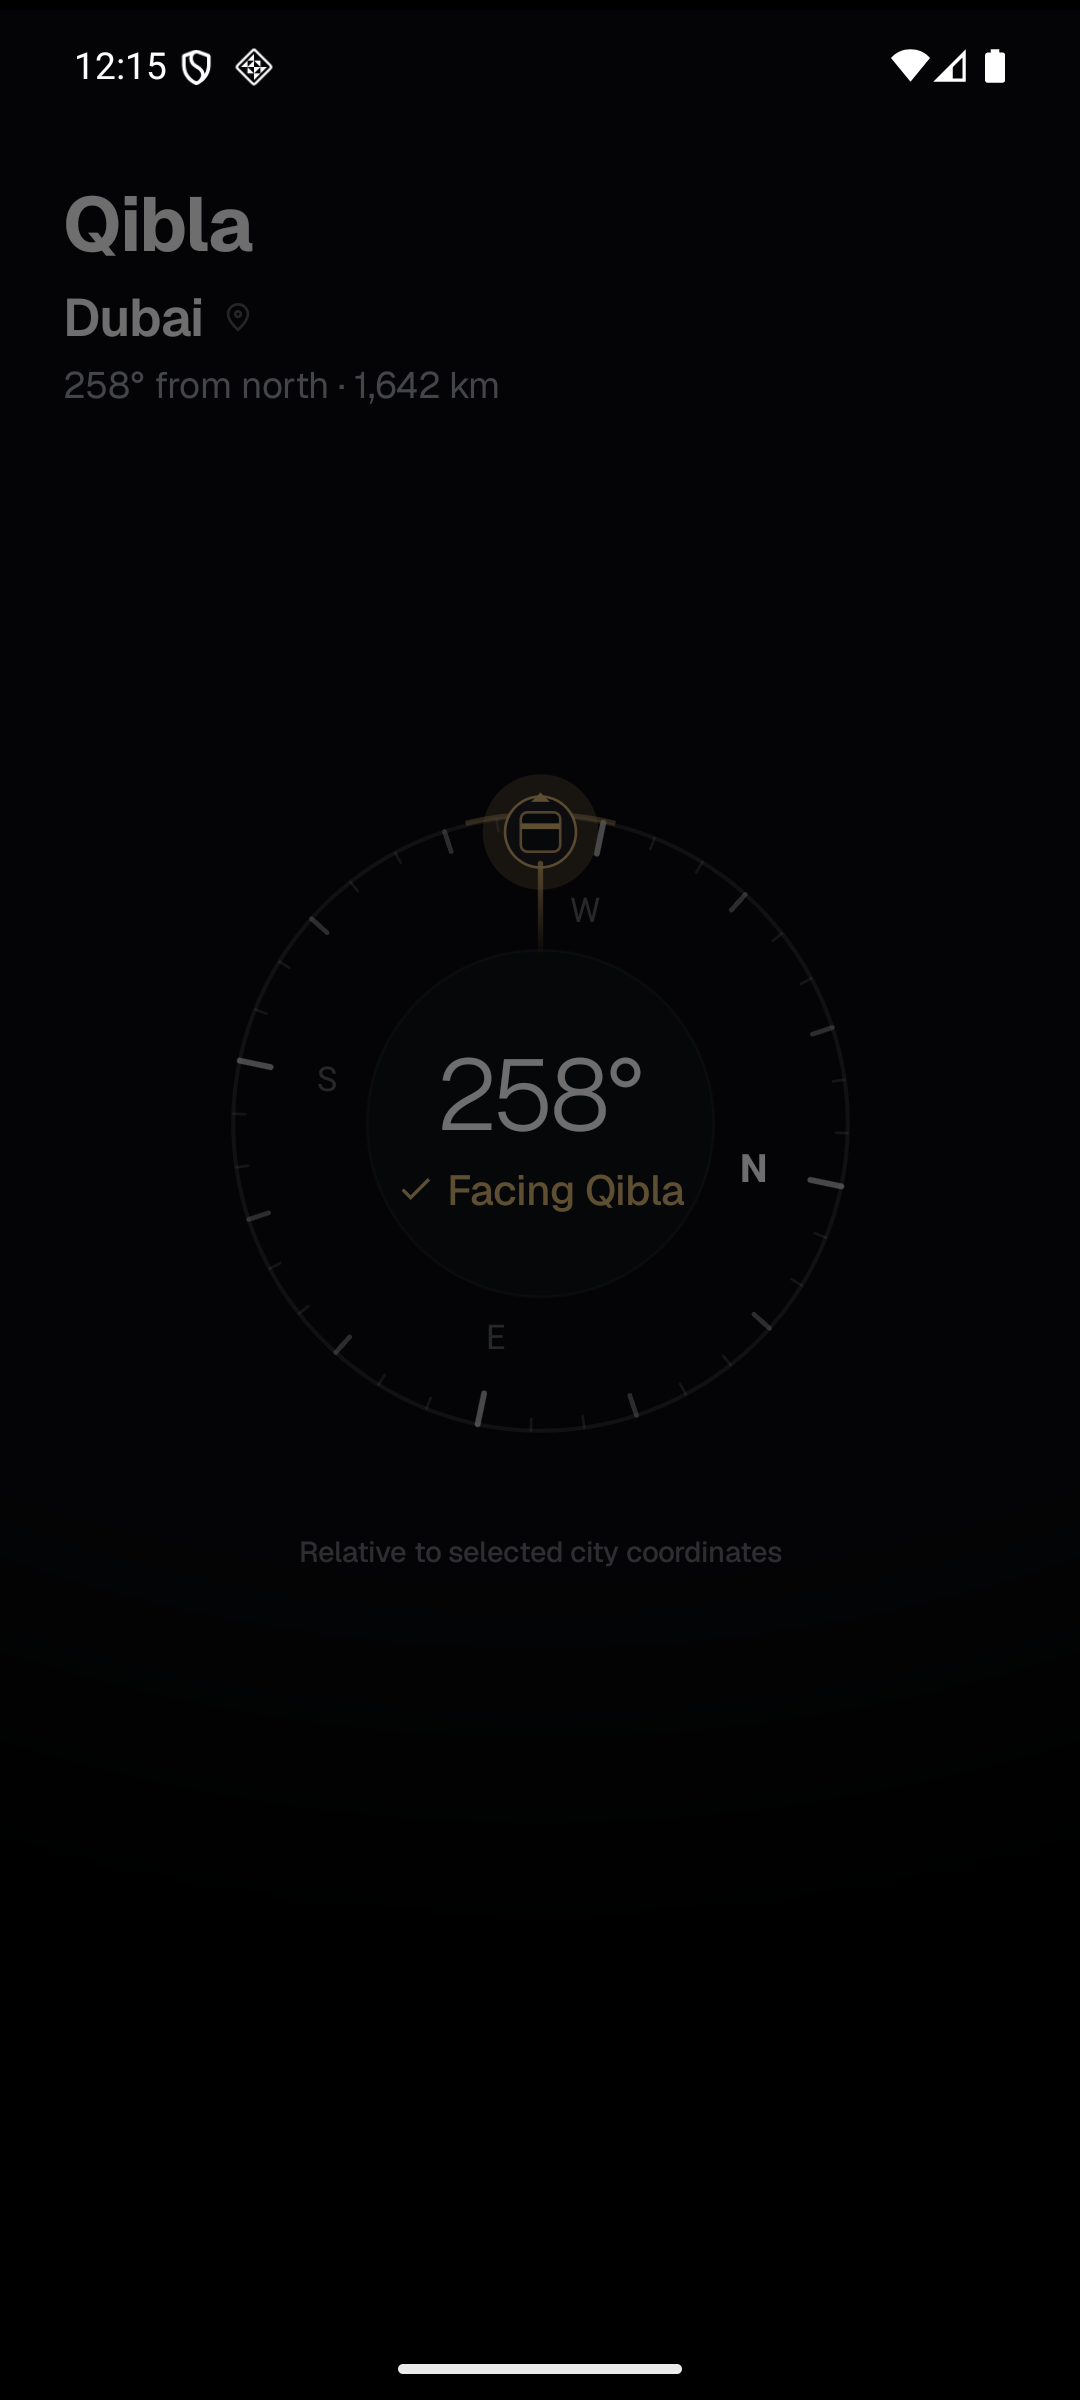 12:15
Qibla
Dubai
258° from north · 1,642 km
W
S
258°
N
Facing Qibla
E
Relative to selected city coordinates